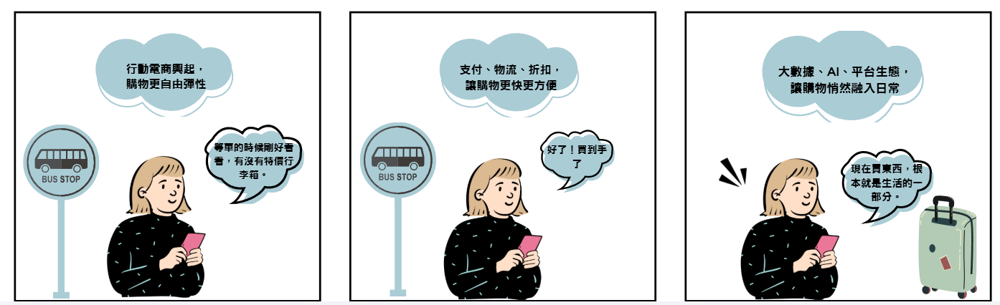 行動電商興起，
購物更自由彈性
BUS STOP
等車的時候剛好看
看，有沒有特價行
李箱。
支付、物流、折扣，
讓購物更快更方便
BUS STOP
好了！買到手
了
大數據、AI、平台生態，
讓購物悄然融入日常
現在買東西，根
本就是生活的一
部分。